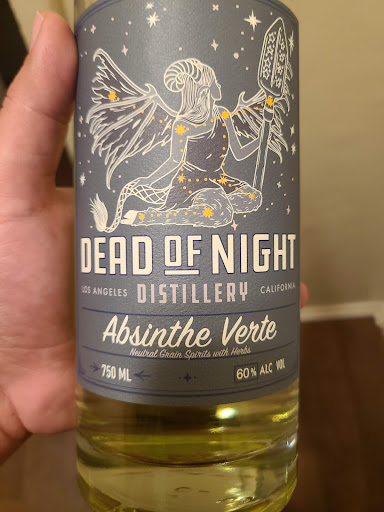 DEAD OF NIGHT
LOS ANGELES DISTILLERY CALIFORNIA
Absinthe Verte
Neutral Grain Spirits with Herbs
750 ML 60% ALC VOL